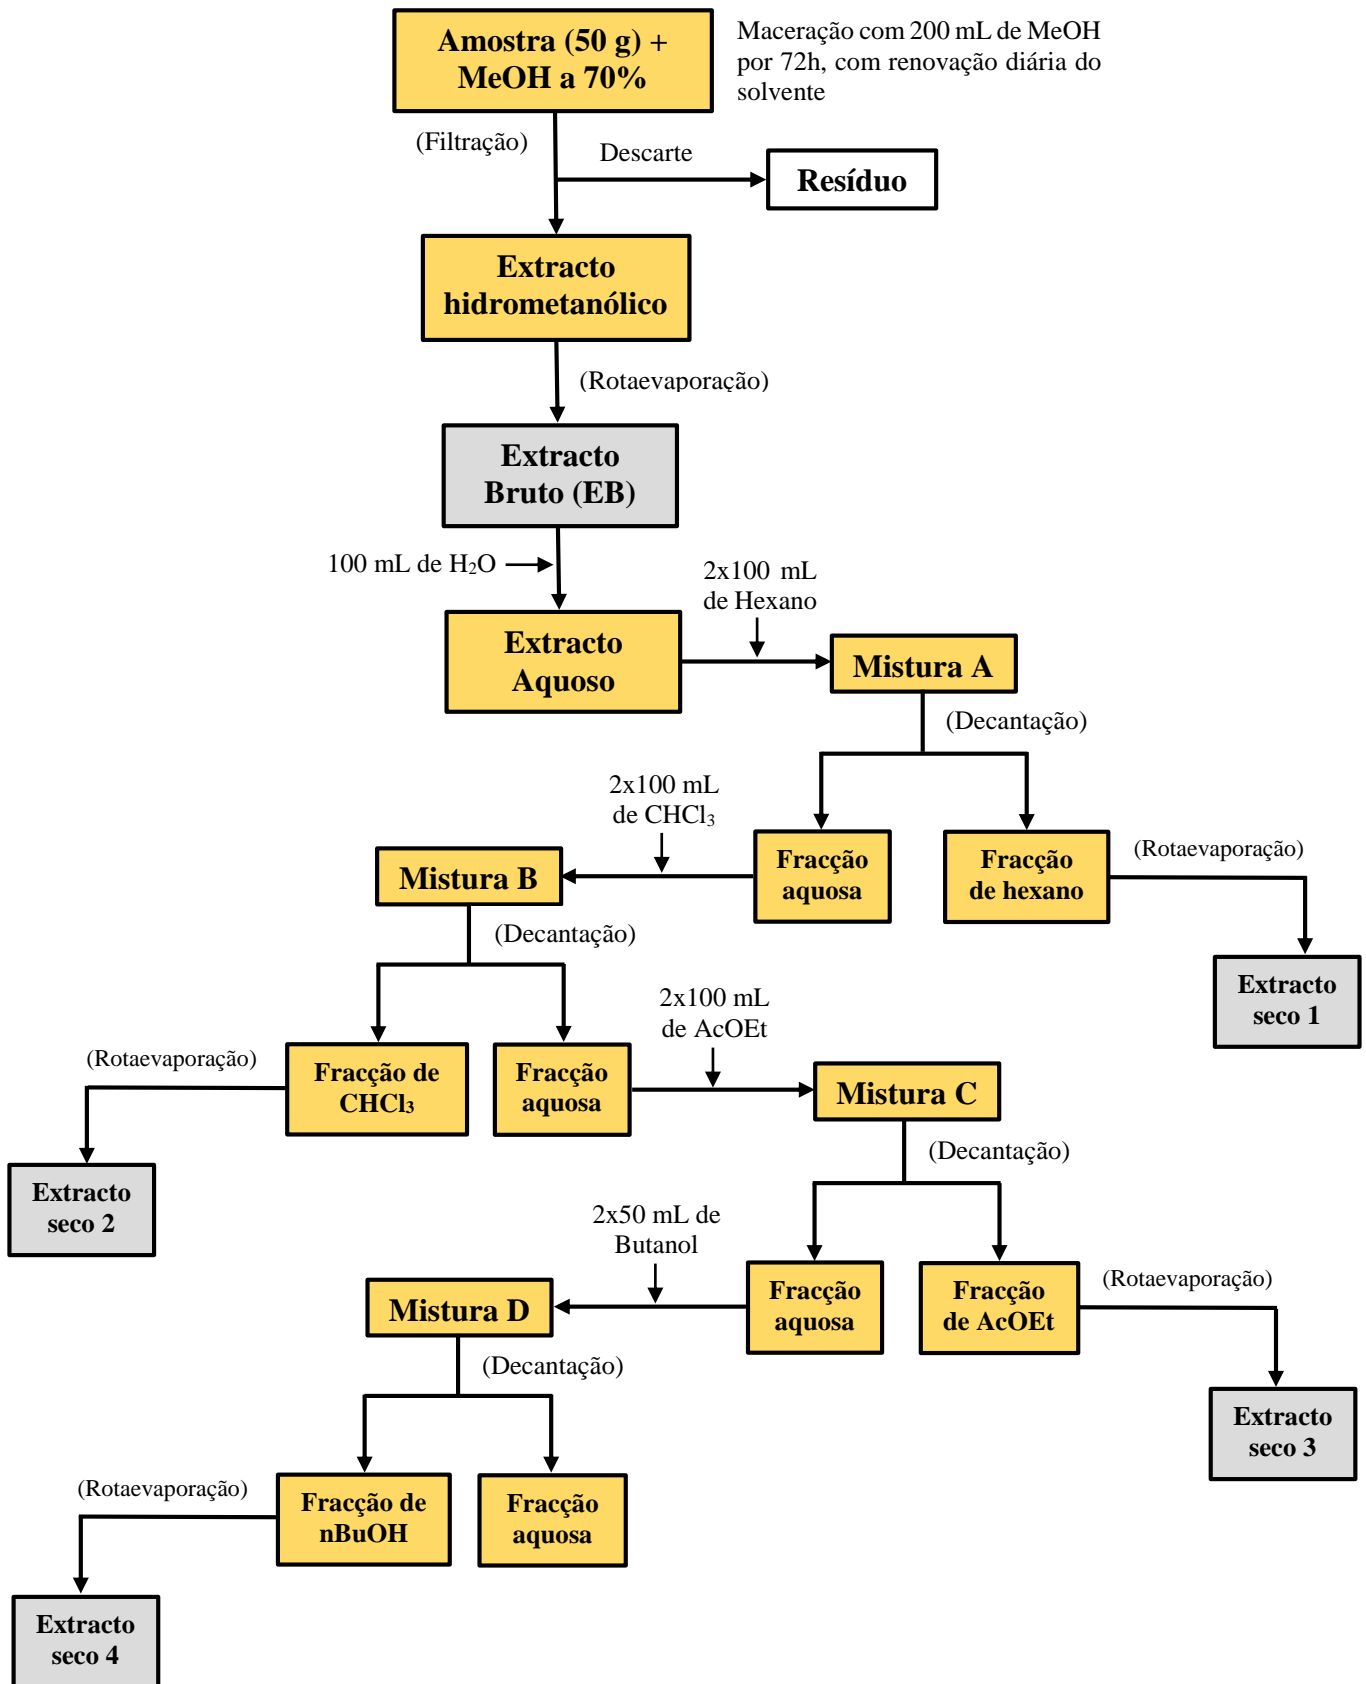 Amostra (50 g) +
MeOH a 70%
Maceração com 200 mL de MeOH
por 72h, com renovação diária do
solvente
(Filtração)
Descarte
Resíduo
Extracto
hidrometanólico
(Rotaevaporação)
Extracto
Bruto (EB)
100 mL de H₂O
2x100 mL
de Hexano
Extracto
Aquoso
Mistura A
(Decantação)
2x100 mL
de CHCl₃
Mistura B
Fracção
aquosa
Fracção
de hexano
(Rotaevaporação)
(Decantação)
Extracto
seco 1
2x100 mL
de AcOEt
(Rotaevaporação)
Fracção de
CHCl₃
Fracção
aquosa
Mistura C
(Decantação)
Extracto
seco 2
2x50 mL de
Butanol
Mistura D
Fracção
aquosa
Fracção
de AcOEt
(Rotaevaporação)
(Decantação)
Extracto
seco 3
(Rotaevaporação)
Fracção de
nBuOH
Fracção
aquosa
Extracto
seco 4